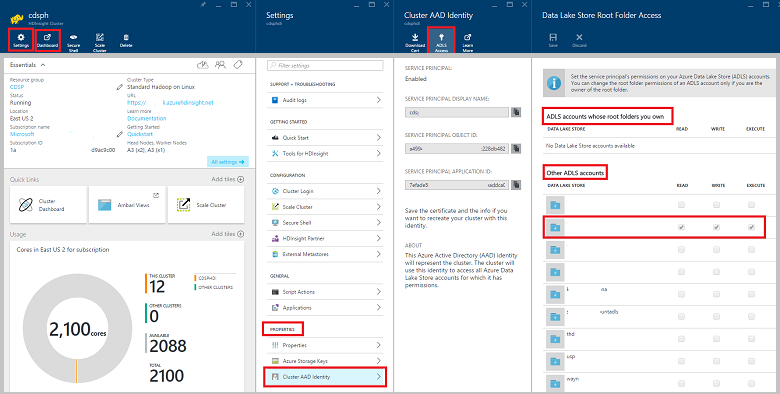 cdsph
HDInsight Cluster
Settings
Dashboard
Secure
Shell
Scale
Cluster
Delete
Essentials
Resource group
CDSP
Status
Running
Location
East US 2
Subscription name
Microsoft
Subscription ID
1a d9ac9c00
Cluster Type
Standard Hadoop on Linux
URL
https:// k.azurehdinsight.net
Learn more
Documentation
Getting Started
Quickstart
Head Nodes, Worker Nodes
A3 (x2), A3 (x1)
All settings
Quick Links
Add tiles
Cluster
Dashboard
Ambari Views
Scale Cluster
Usage
Add tiles
Cores in East US 2 for subscription
2,100 cores
THIS CLUSTER
12
OTHER CLUSTERS
0
AVAILABLE
2088
TOTAL
2100
CDSPHDI
OTHER CLUSTERS
Settings
cdsphdi
Filter settings
SUPPORT + TROUBLESHOOTING
Audit logs
GETTING STARTED
Quick Start
Tools for HDInsight
CONFIGURATION
Cluster Login
Scale Cluster
Secure Shell
HDInsight Partner
External Metastores
GENERAL
Script Actions
Applications
PROPERTIES
Properties
Azure Storage Keys
Cluster AAD Identity
Cluster AAD Identity
cdsphdi
Download
Cert
ADLS
Access
Learn
More
SERVICE PRINCIPAL:
Enabled
SERVICE PRINCIPAL DISPLAY NAME:
SERVICE PRINCIPAL OBJECT ID:
a499 228eb482
SERVICE PRINCIPAL APPLICATION ID:
Save the certificate and the info if you
want to recreate your cluster with this
identity.
ABOUT
This Azure Active Directory (AAD) identity
will represent the cluster. The cluster will
use this identity to access all Azure Data
Lake Store accounts for which it has
permissions.
Data Lake Store Root Folder Access
Save
Discard
Set the service principal's permissions on your Azure Data Lake Store (ADLS) accounts.
You can change the root folder permissions of an ADLS account only if you are the
owner of the root folder.
ADLS accounts whose root folders you own
DATA LAKE STORE READ WRITE EXECUTE
No Data Lake Store accounts available
Other ADLS accounts
DATA LAKE STORE READ WRITE EXECUTE
na
untadls
thd
usp
wayn